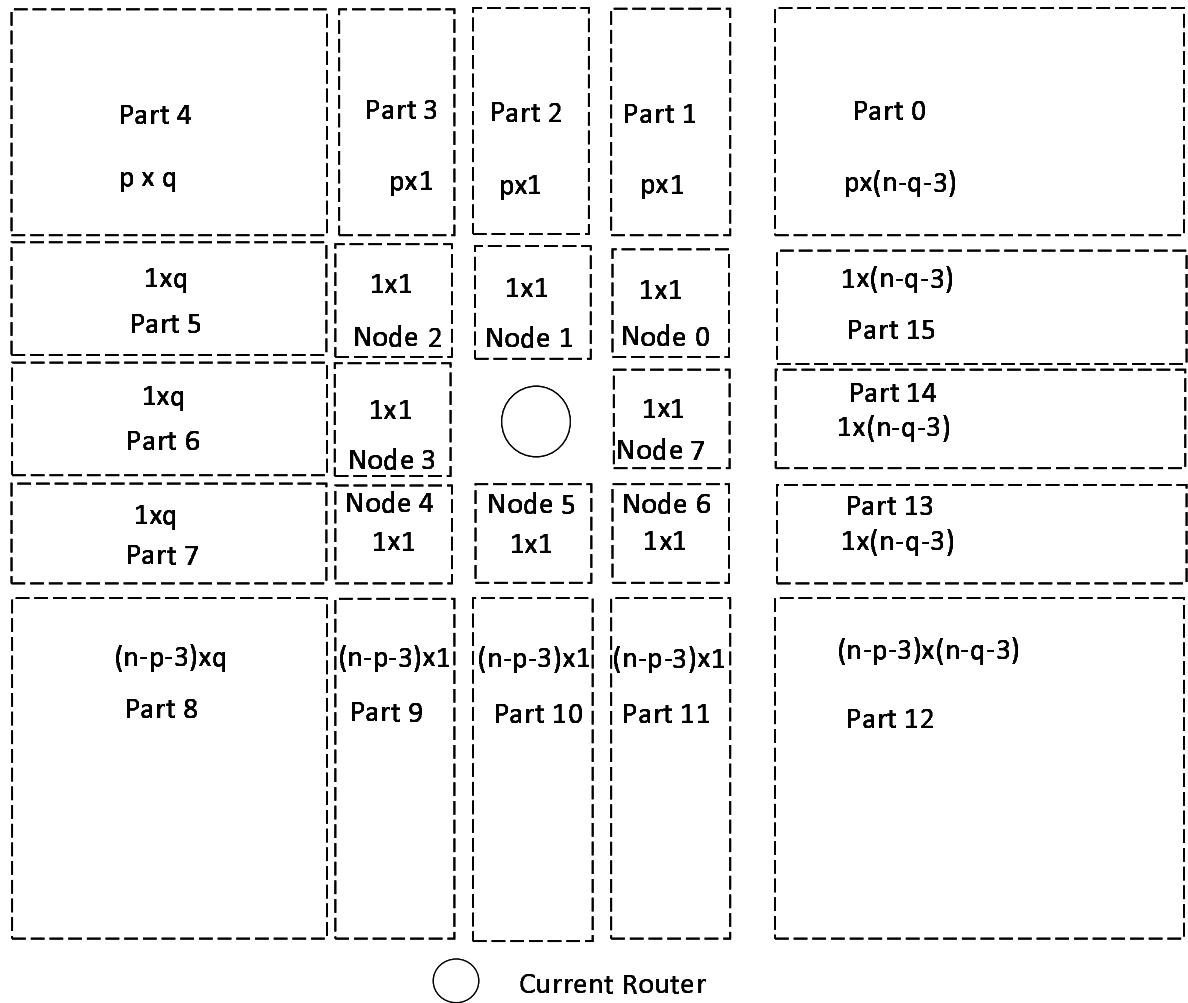 Part 4
p x q
Part 3
px1
Part 2
px1
Part 1
px1
Part 0
px(n-q-3)
1xq
Part 5
1x1
Node 2
1x1
Node 1
1x1
Node 0
1x(n-q-3)
Part 15
1xq
Part 6
1x1
Node 3
1x1
Node 7
Part 14
1x(n-q-3)
1xq
Part 7
Node 4
1x1
Node 5
1x1
Node 6
1x1
Part 13
1x(n-q-3)
(n-p-3)xq
Part 8
(n-p-3)x1
Part 9
(n-p-3)x1
Part 10
(n-p-3)x1
Part 11
(n-p-3)x(n-q-3)
Part 12
Current Router